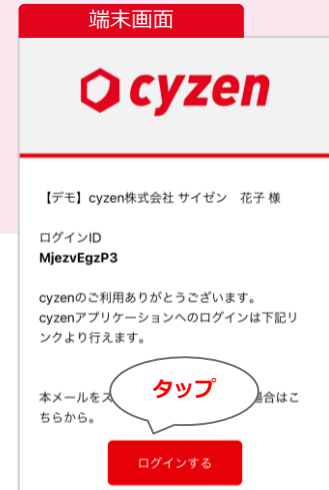 端末画面
cyzen
【デモ】cyzen株式会社 サイゼン　花子 様
ログインID
MjezvEgzP3
cyzenのご利用ありがとうございます。
cyzenアプリケーションへのログインは下記リ
ンクより行えます。
タップ
本メールをス 場合はこ
ちらから。
ログインする